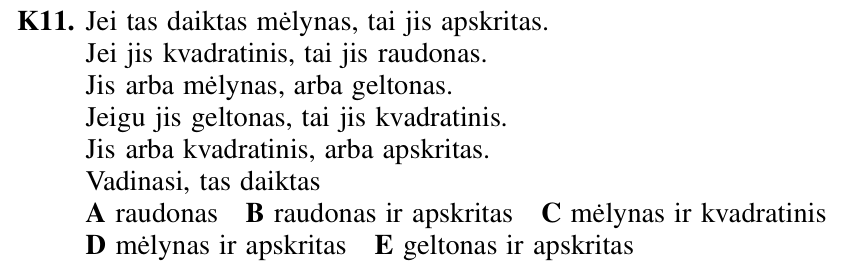 K11. Jei tas daiktas mėlynas, tai jis apskritas.
Jei jis kvadratinis, tai jis raudonas.
Jis arba mėlynas, arba geltonas.
Jeigu jis geltonas, tai jis kvadratinis.
Jis arba kvadratinis, arba apskritas.
Vadinasi, tas daiktas
A raudonas B raudonas ir apskritas C mėlynas ir kvadratinis
D mėlynas ir apskritas E geltonas ir apskritas